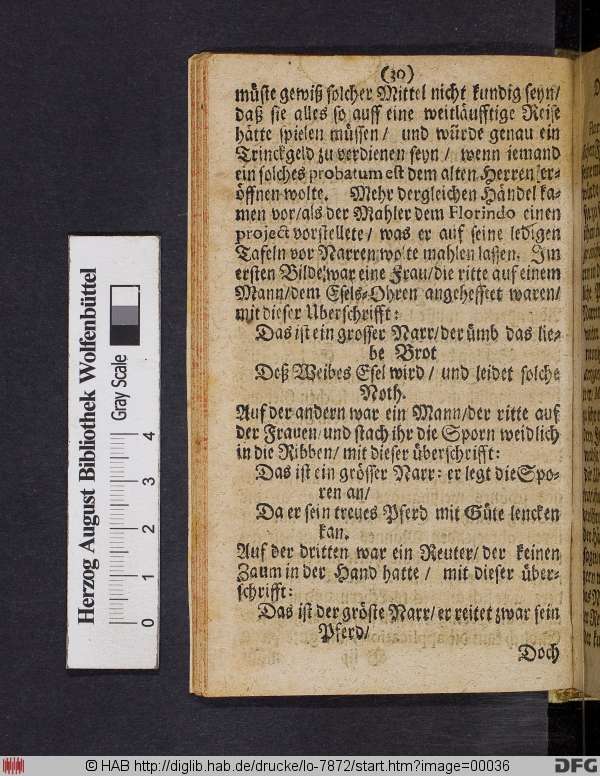 (30)
müste gewiß solcher Mittel nicht kundig seyn/
daß sie alles so auff eine weitläufftige Reise
hätte spielen müssen/ und würde genau ein
Trinckgeld zu verdienen seyn / wenn iemand
ein solches probatum est dem alten Herren er-
öffnen wolte. Mehr dergleichen Händel ka-
men vor/als der Mahler dem Florindo einen
project vorstellete/ was er auf seine ledigen
Tafeln vor Narren wolte mahlen lassen. Im
ersten Bilde war eine Frau/die ritte auf einem
Mann/dem Esels-Ohren angehefftet waren/
mit dieser Uberschrifft:
Das ist ein grosser Narr/der ümb das lie-
be Brot
Deß Weibes Esel wird/ und leidet solche
Noth.
Auf der andern war ein Mann/der ritte auf
der Frauen/und stach ihr die Sporn weidlich
in die Ribben/ mit dieser überschrifft:
Das ist ein grösser Narr: er legt die Spo-
ren an/
Da er sein treues Pferd mit Güte lencken
kan.
Auf der dritten war ein Reuter/ der keinen
Zaum in der Hand hatte / mit dieser über-
schrifft:
Das ist der gröste Narr/er reitet zwar sein
Pferd/
Doch
Herzog August Bibliothek Wolfenbüttel
Gray Scale
0 1 2 3 4
© HAB http://diglib.hab.de/drucke/lo-7872/start.htm?image=00036
DFG